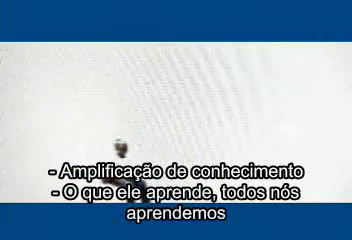 - Amplificação de conhecimento
- O que ele aprende, todos nós
aprendemos